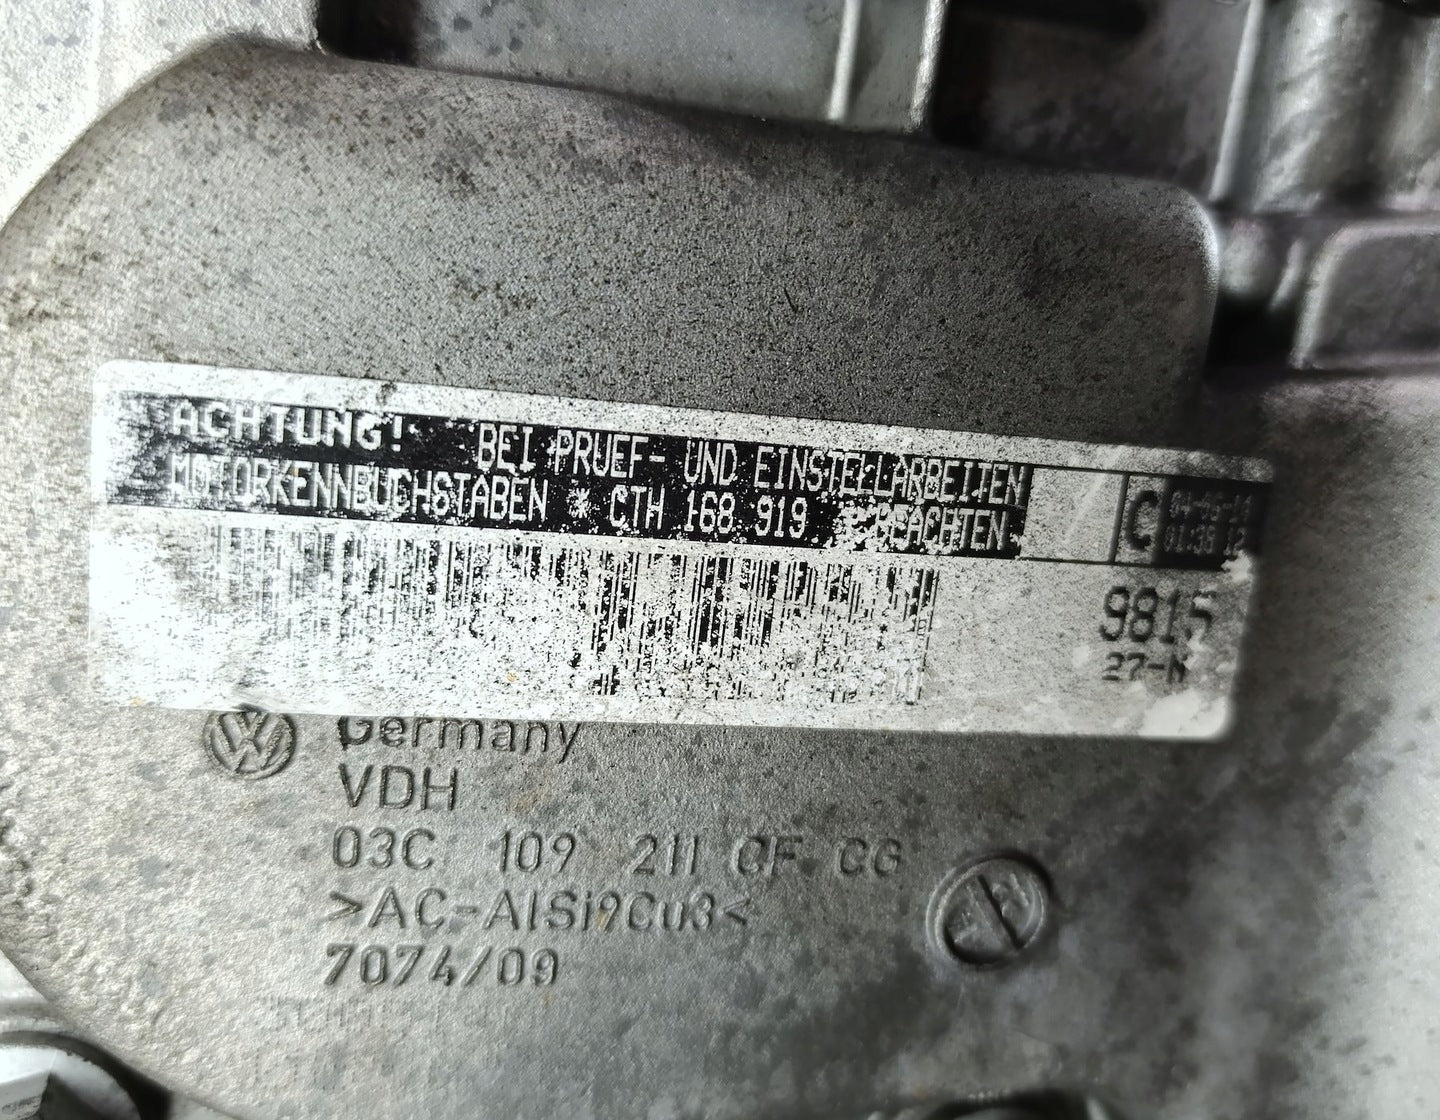 ACHTUNG! BEI PRUEF- UND EINSTELLARBEITEN
MOTORKENNBUCHSTABEN * CTH 168 919 * BEACHTEN
C
9815
27-
Germany
VDH
03C 109 211 CF CG
>AC-AlSi9Cu3<
7074/09